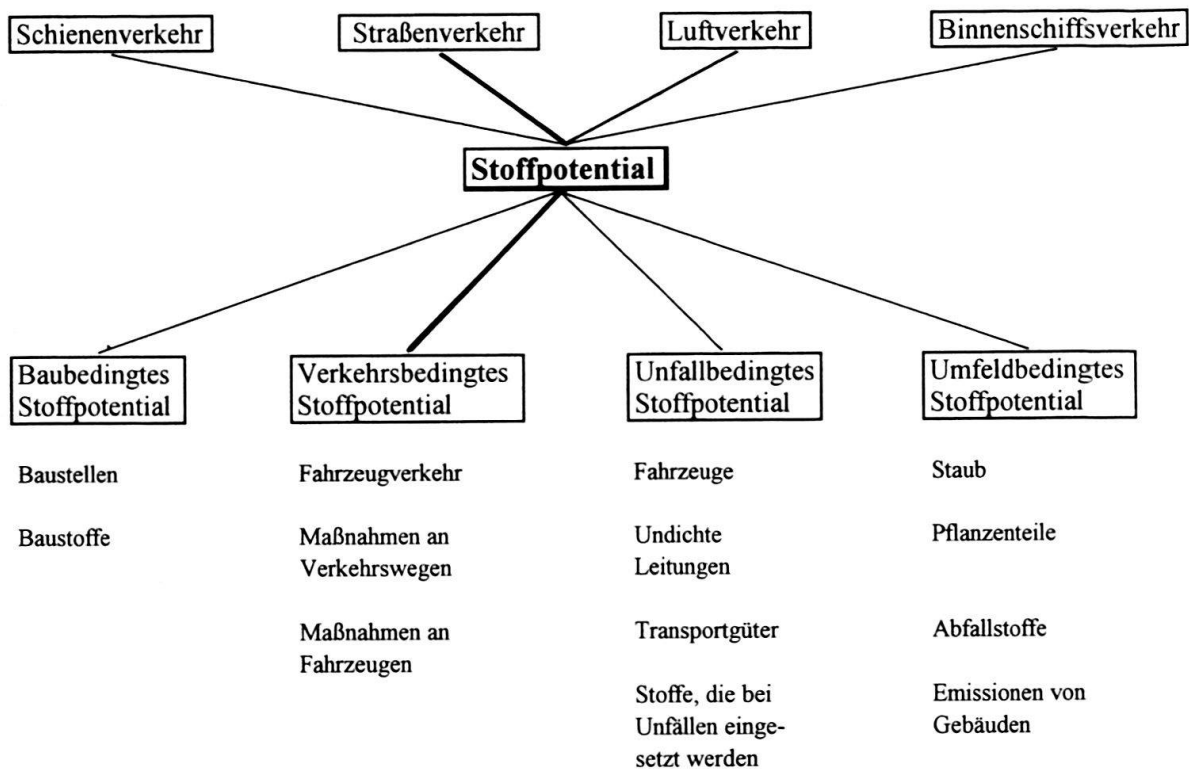 Schienenverkehr
Straßenverkehr
Luftverkehr
Binnenschiffsverkehr
Stoffpotential
Baubedingtes
Stoffpotential
Verkehrsbedingtes
Stoffpotential
Unfallbedingtes
Stoffpotential
Umfeldbedingtes
Stoffpotential
Baustellen
Baustoffe
Fahrzeugverkehr
Maßnahmen an
Verkehrswegen
Maßnahmen an
Fahrzeugen
Fahrzeuge
Undichte
Leitungen
Transportgüter
Stoffe, die bei
Unfällen einge-
setzt werden
Staub
Pflanzenteile
Abfallstoffe
Emissionen von
Gebäuden